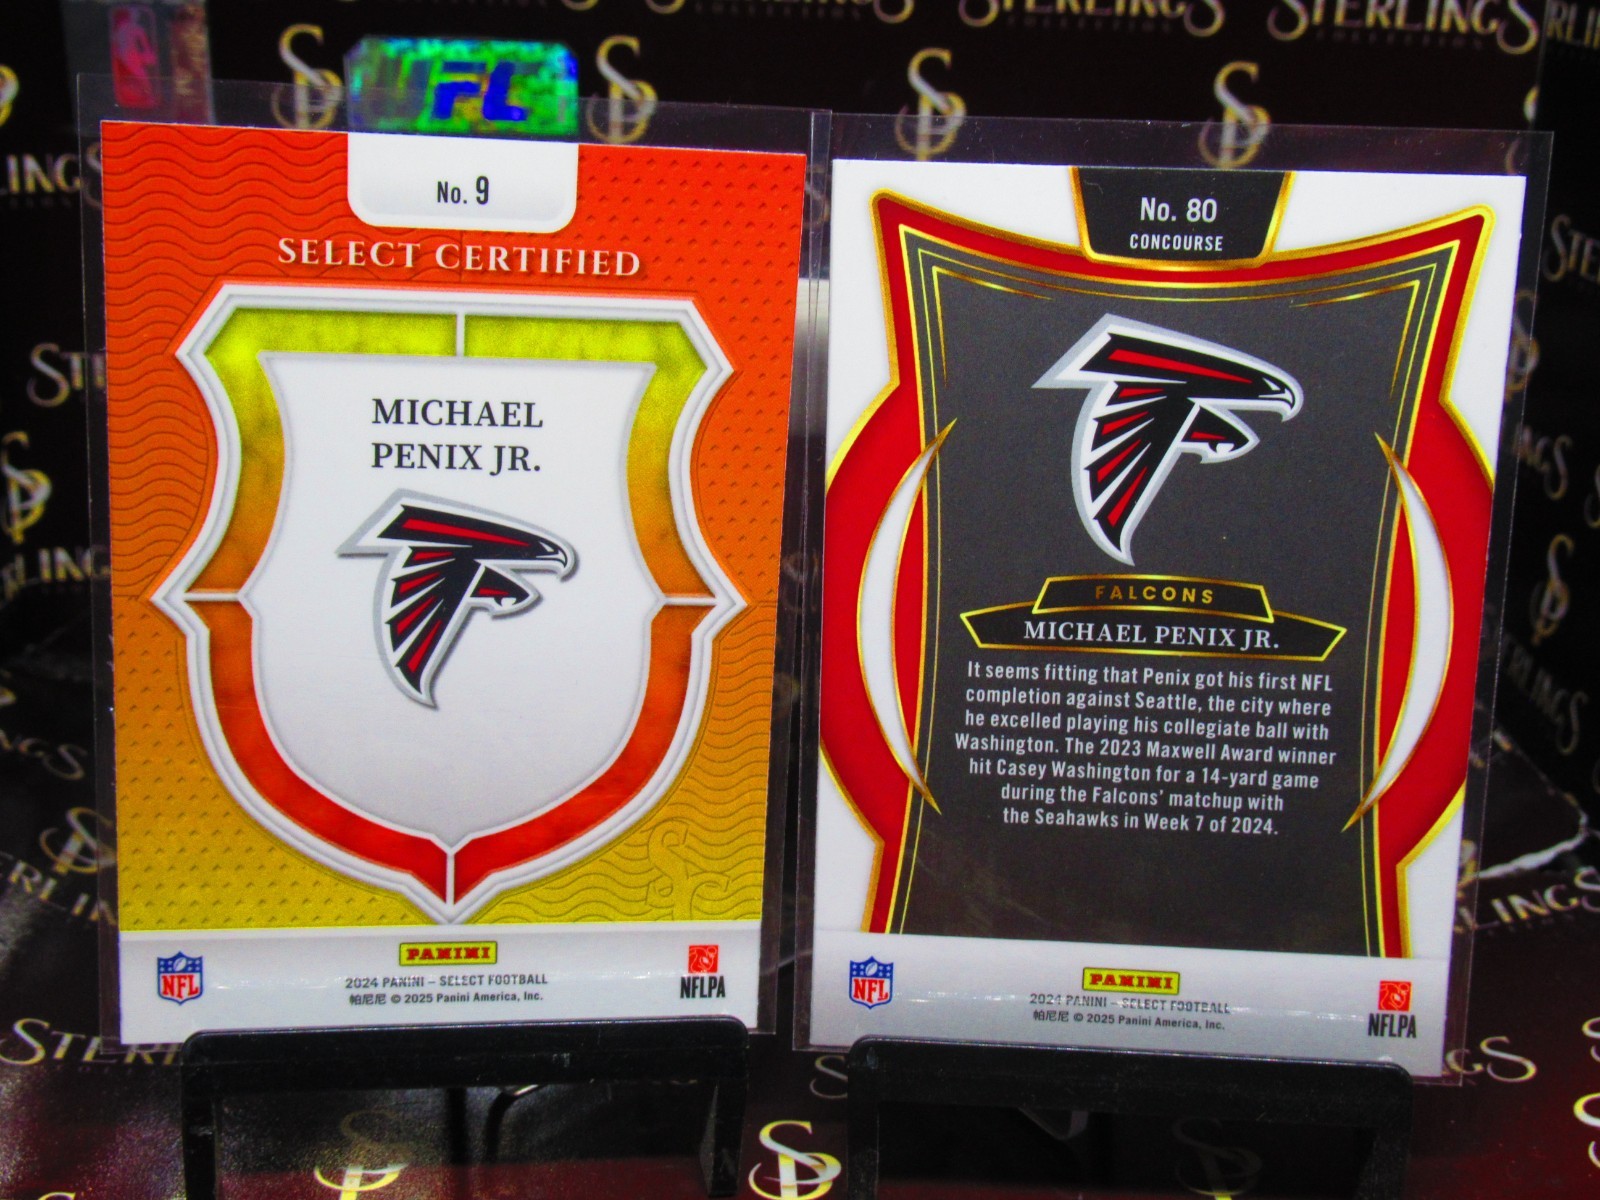 No. 9
SELECT CERTIFIED
MICHAEL
PENIX JR.
PANINI
NFL
2024 PANINI – SELECT FOOTBALL
帕尼尼 © 2025 Panini America, Inc.
NFLPA
No. 80
CONCOURSE
FALCONS
MICHAEL PENIX JR.
It seems fitting that Penix got his first NFL
completion against Seattle, the city where
he excelled playing his collegiate ball with
Washington. The 2023 Maxwell Award winner
hit Casey Washington for a 14-yard game
during the Falcons' matchup with
the Seahawks in Week 7 of 2024.
PANINI
NFL
2024 PANINI – SELECT FOOTBALL
帕尼尼 © 2025 Panini America, Inc.
NFLPA
STERLINGS
COLLECTION